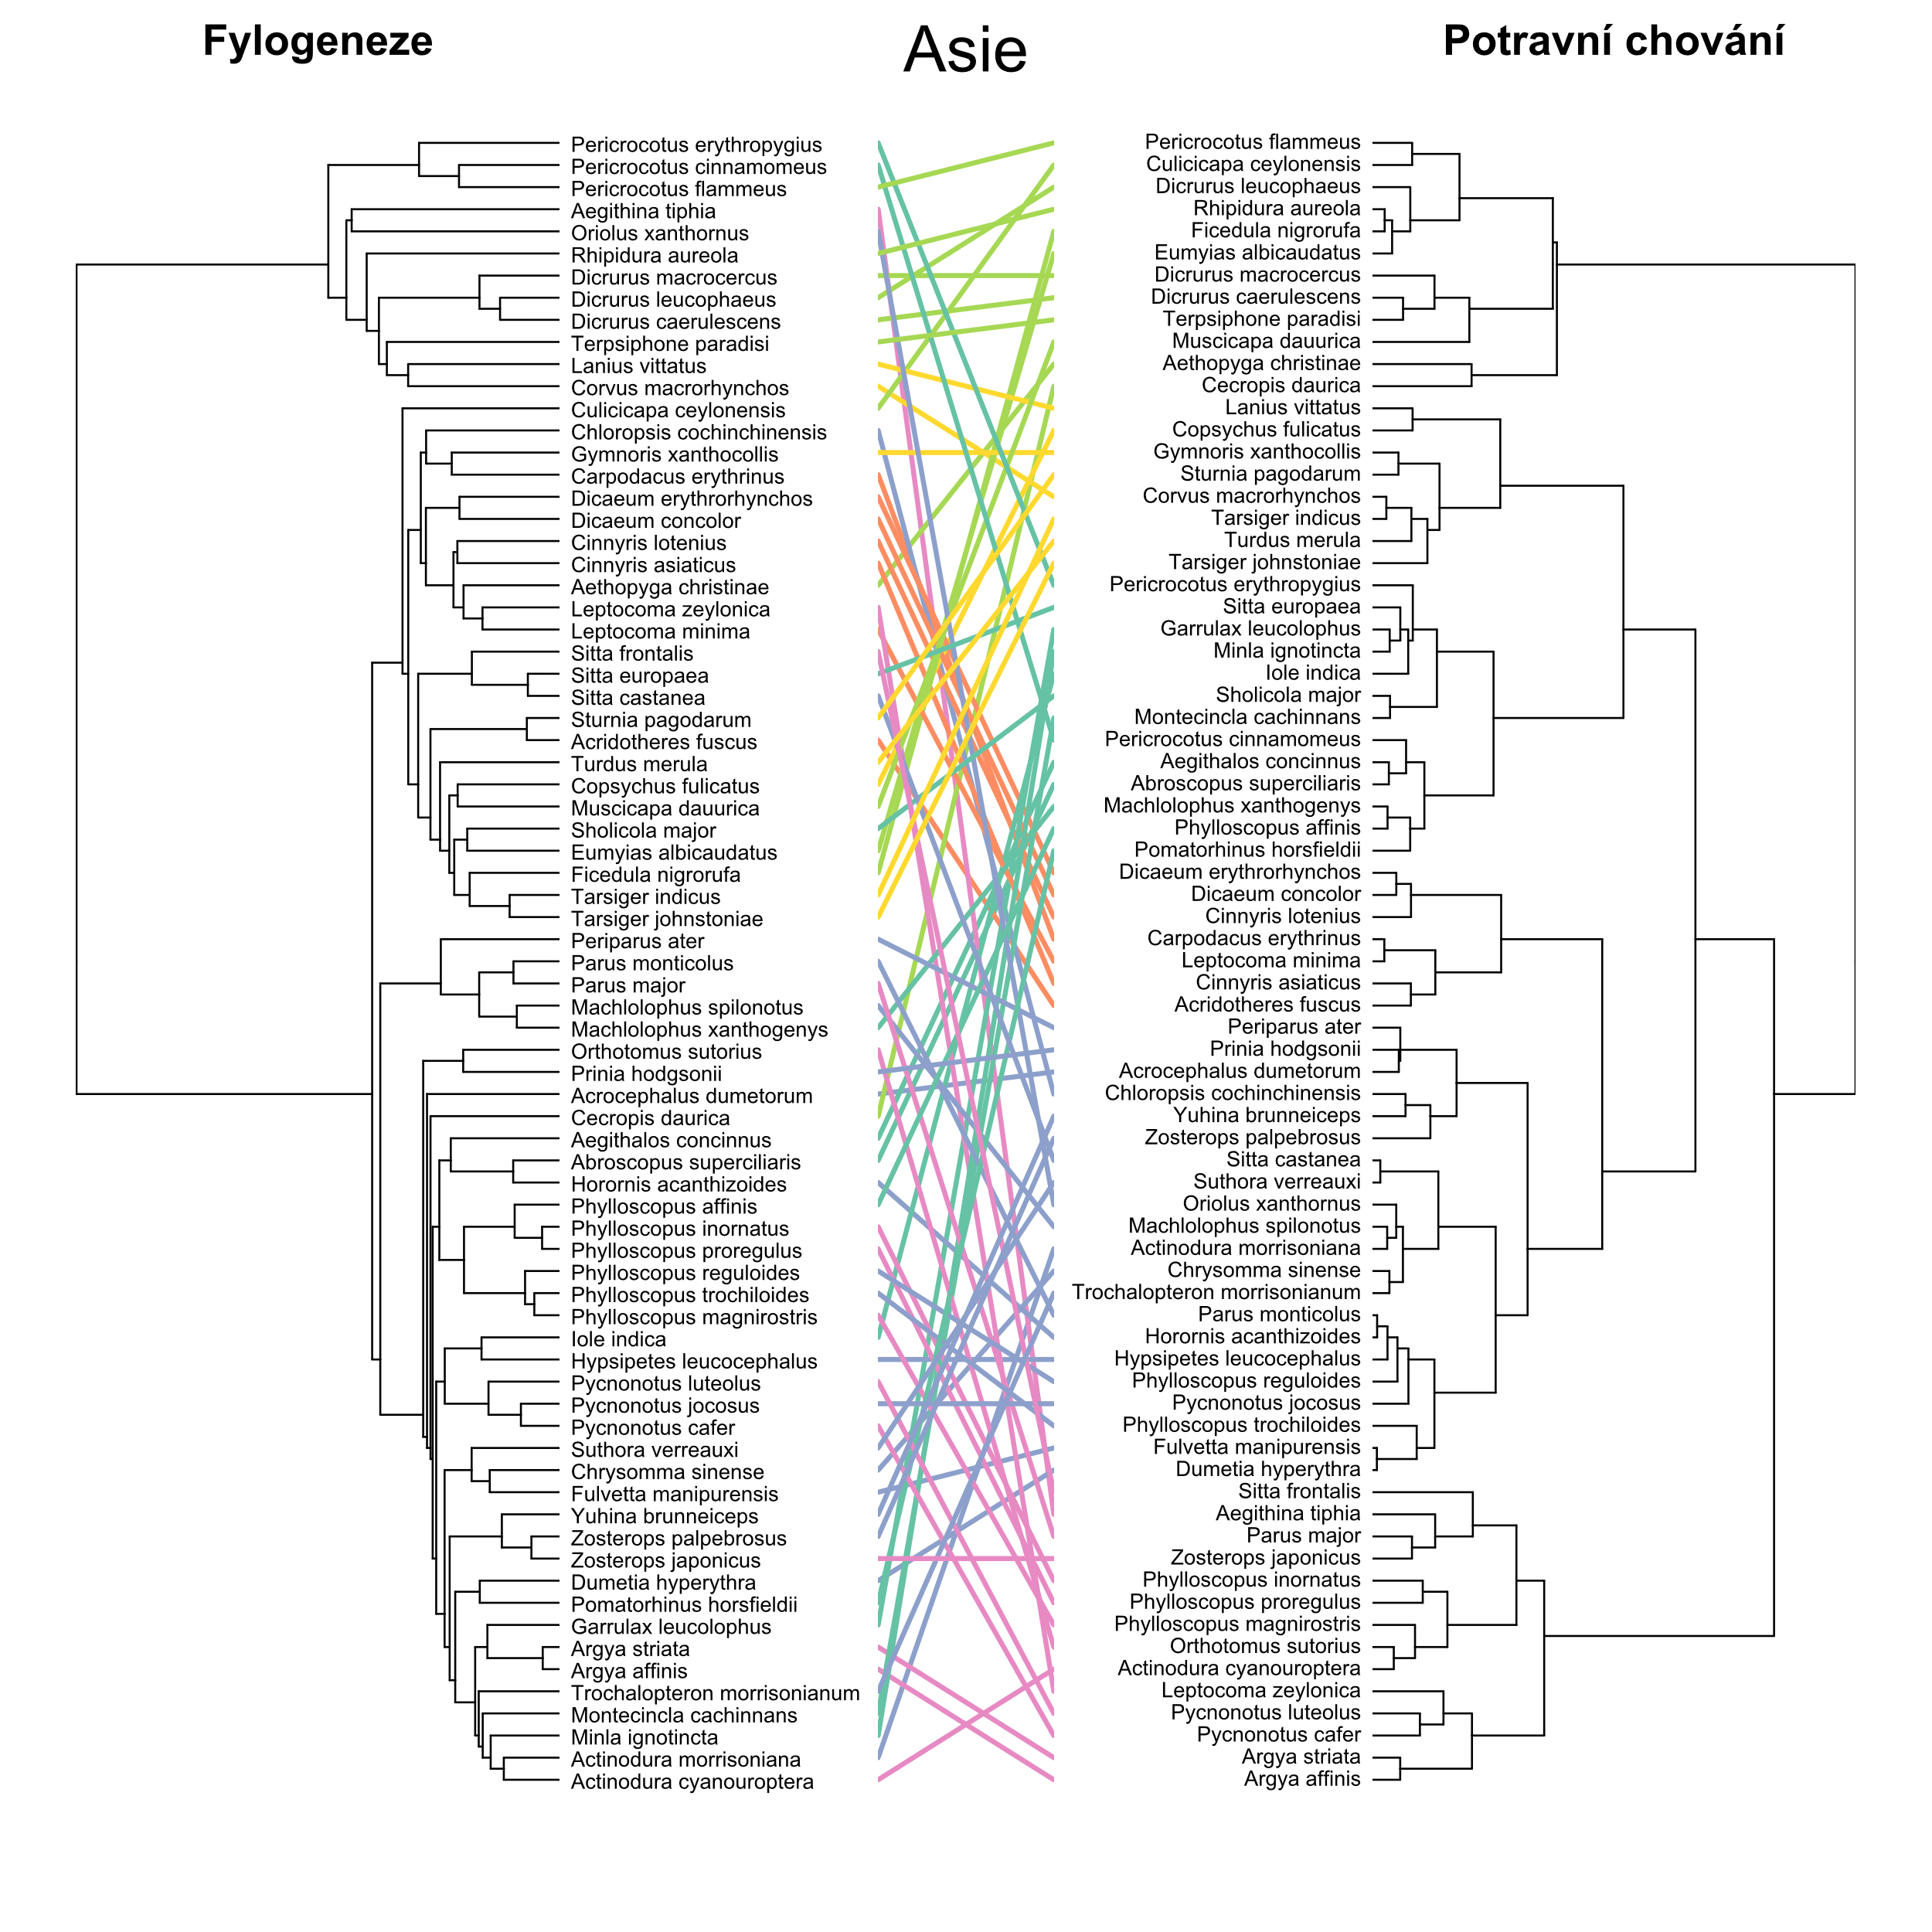 Fylogeneze
Asie
Potravní chování
Pericrocotus erythropygius
Pericrocotus cinnamomeus
Pericrocotus flammeus
Aegithina tiphia
Oriolus xanthornus
Rhipidura aureola
Dicrurus macrocercus
Dicrurus leucophaeus
Dicrurus caerulescens
Terpsiphone paradisi
Lanius vittatus
Corvus macrorhynchos
Culicicapa ceylonensis
Chloropsis cochinchinensis
Gymnoris xanthocollis
Carpodacus erythrinus
Dicaeum erythrorhynchos
Dicaeum concolor
Cinnyris lotenius
Cinnyris asiaticus
Aethopyga christinae
Leptocoma zeylonica
Leptocoma minima
Sitta frontalis
Sitta europaea
Sitta castanea
Sturnia pagodarum
Acridotheres fuscus
Turdus merula
Copsychus fulicatus
Muscicapa dauurica
Sholicola major
Eumyias albicaudatus
Ficedula nigrorufa
Tarsiger indicus
Tarsiger johnstoniae
Periparus ater
Parus monticolus
Parus major
Machlolophus spilonotus
Machlolophus xanthogenys
Orthotomus sutorius
Prinia hodgsonii
Acrocephalus dumetorum
Cecropis daurica
Aegithalos concinnus
Abroscopus superciliaris
Horornis acanthizoides
Phylloscopus affinis
Phylloscopus inornatus
Phylloscopus proregulus
Phylloscopus reguloides
Phylloscopus trochiloides
Phylloscopus magnirostris
Iole indica
Hypsipetes leucocephalus
Pycnonotus luteolus
Pycnonotus jocosus
Pycnonotus cafer
Suthora verreauxi
Chrysomma sinense
Fulvetta manipurensis
Yuhina brunneiceps
Zosterops palpebrosus
Zosterops japonicus
Dumetia hyperythra
Pomatorhinus horsfieldii
Garrulax leucolophus
Argya striata
Argya affinis
Trochalopteron morrisonianum
Montecincla cachinnans
Minla ignotincta
Actinodura morrisoniana
Actinodura cyanouroptera
Pericrocotus flammeus
Culicicapa ceylonensis
Dicrurus leucophaeus
Rhipidura aureola
Ficedula nigrorufa
Eumyias albicaudatus
Dicrurus macrocercus
Dicrurus caerulescens
Terpsiphone paradisi
Muscicapa dauurica
Aethopyga christinae
Cecropis daurica
Lanius vittatus
Copsychus fulicatus
Gymnoris xanthocollis
Sturnia pagodarum
Corvus macrorhynchos
Tarsiger indicus
Turdus merula
Tarsiger johnstoniae
Pericrocotus erythropygius
Sitta europaea
Garrulax leucolophus
Minla ignotincta
Iole indica
Sholicola major
Montecincla cachinnans
Pericrocotus cinnamomeus
Aegithalos concinnus
Abroscopus superciliaris
Machlolophus xanthogenys
Phylloscopus affinis
Pomatorhinus horsfieldii
Dicaeum erythrorhynchos
Dicaeum concolor
Cinnyris lotenius
Carpodacus erythrinus
Leptocoma minima
Cinnyris asiaticus
Acridotheres fuscus
Periparus ater
Prinia hodgsonii
Acrocephalus dumetorum
Chloropsis cochinchinensis
Yuhina brunneiceps
Zosterops palpebrosus
Sitta castanea
Suthora verreauxi
Oriolus xanthornus
Machlolophus spilonotus
Actinodura morrisoniana
Chrysomma sinense
Trochalopteron morrisonianum
Parus monticolus
Horornis acanthizoides
Hypsipetes leucocephalus
Phylloscopus reguloides
Pycnonotus jocosus
Phylloscopus trochiloides
Fulvetta manipurensis
Dumetia hyperythra
Sitta frontalis
Aegithina tiphia
Parus major
Zosterops japonicus
Phylloscopus inornatus
Phylloscopus proregulus
Phylloscopus magnirostris
Orthotomus sutorius
Actinodura cyanouroptera
Leptocoma zeylonica
Pycnonotus luteolus
Pycnonotus cafer
Argya striata
Argya affinis